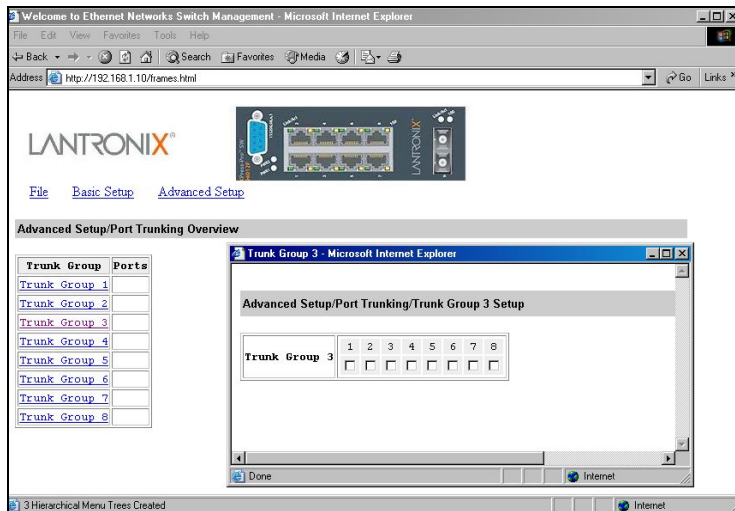 Welcome to Ethernet Networks Switch Management - Microsoft Internet Explorer
File Edit View Favorites Tools Help
Back Search Favorites Media
Address http://192.168.1.10/frames.html Go Links »
LANTRONIX®
LANTRONIX
File Basic Setup Advanced Setup
Advanced Setup/Port Trunking Overview
Trunk Group Ports
Trunk Group 1
Trunk Group 2
Trunk Group 3
Trunk Group 4
Trunk Group 5
Trunk Group 6
Trunk Group 7
Trunk Group 8
Trunk Group 3 - Microsoft Internet Explorer
Advanced Setup/Port Trunking/Trunk Group 3 Setup
1 2 3 4 5 6 7 8
Trunk Group 3
Done Internet
3 Hierarchical Menu Trees Created Internet